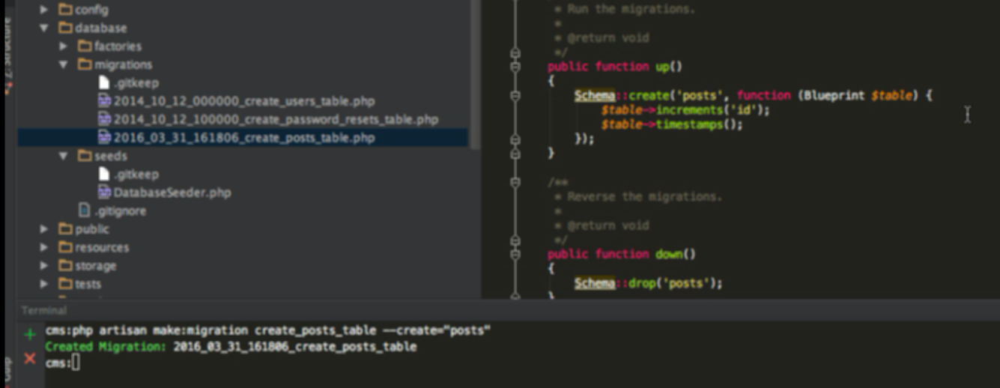 config
database
factories
migrations
.gitkeep
2014_10_12_000000_create_users_table.php
2014_10_12_100000_create_password_resets_table.php
2016_03_31_161806_create_posts_table.php
seeds
.gitkeep
DatabaseSeeder.php
.gitignore
public
resources
storage
tests
Z: Structure
* Run the migrations.
*
* @return void
*/
public function up()
{
Schema::create('posts', function (Blueprint $table) {
$table->increments('id');
$table->timestamps();
});
}
/**
* Reverse the migrations.
*
* @return void
*/
public function down()
{
Schema::drop('posts');
}
Terminal
cms:php artisan make:migration create_posts_table --create="posts"
Created Migration: 2016_03_31_161806_create_posts_table
cms: